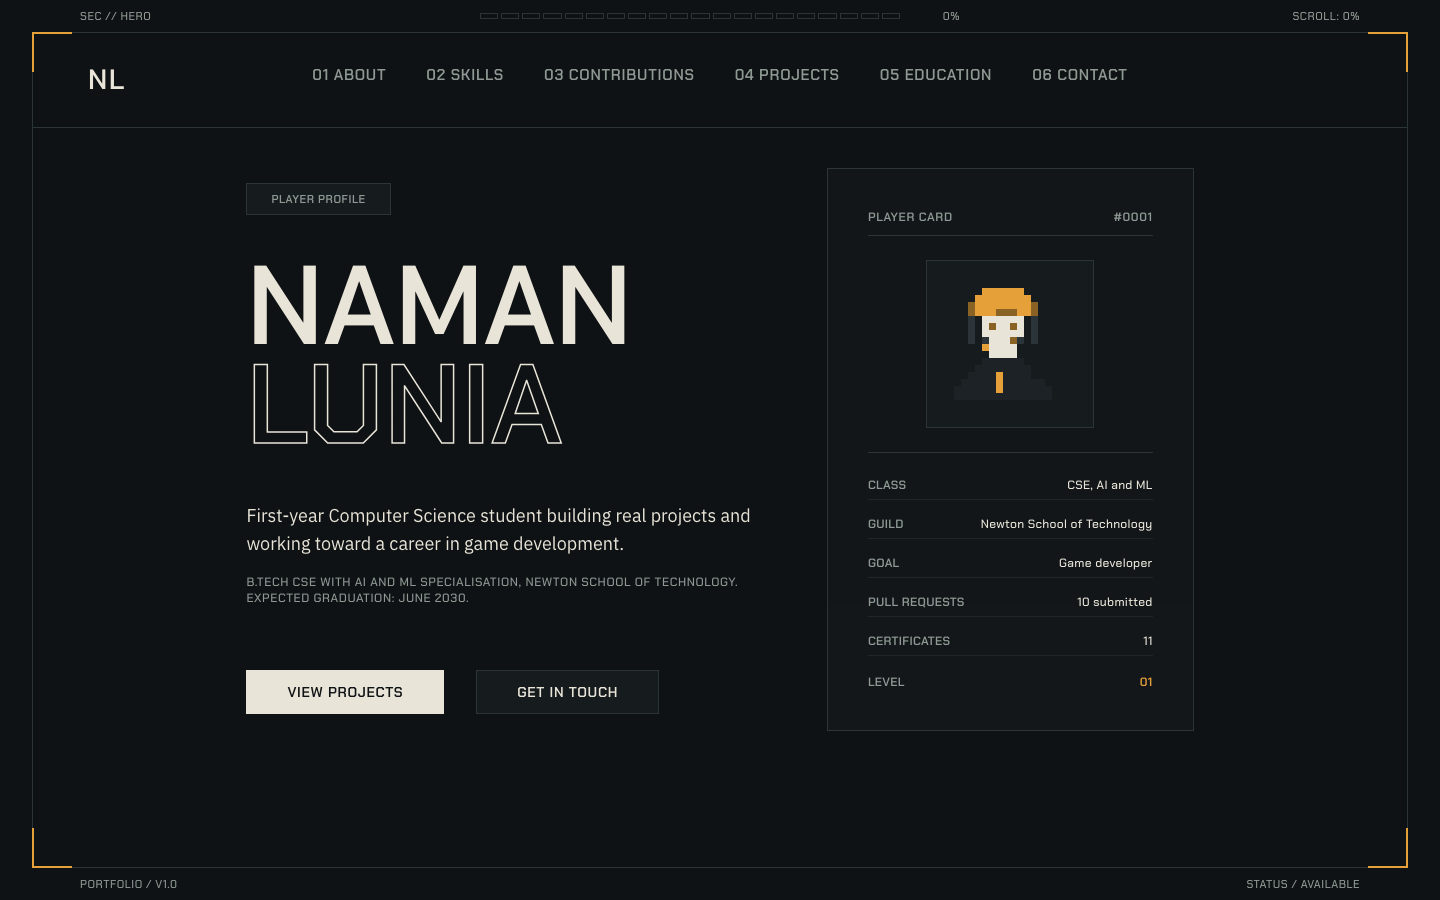 SEC // HERO
0%
SCROLL: 0%
NL
01 ABOUT
02 SKILLS
03 CONTRIBUTIONS
04 PROJECTS
05 EDUCATION
06 CONTACT
PLAYER PROFILE
NAMAN
LUNIA
First-year Computer Science student building real projects and
working toward a career in game development.
B.TECH CSE WITH AI AND ML SPECIALISATION, NEWTON SCHOOL OF TECHNOLOGY.
EXPECTED GRADUATION: JUNE 2030.
VIEW PROJECTS
GET IN TOUCH
PLAYER CARD
#0001
CLASS
CSE, AI and ML
GUILD
Newton School of Technology
GOAL
Game developer
PULL REQUESTS
10 submitted
CERTIFICATES
11
LEVEL
01
PORTFOLIO / V1.0
STATUS / AVAILABLE